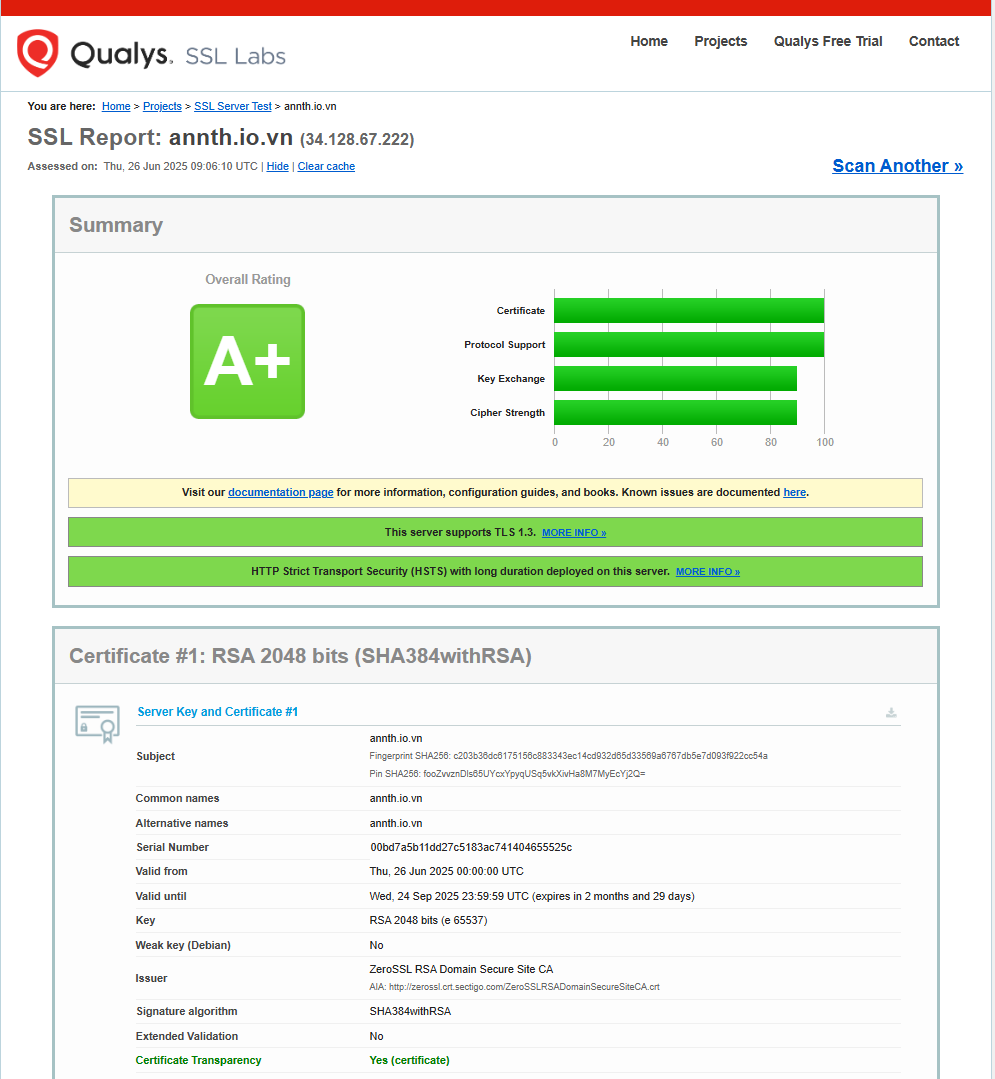 Qualys. SSL Labs
Home Projects Qualys Free Trial Contact
You are here: Home > Projects > SSL Server Test > annth.io.vn
SSL Report: annth.io.vn (34.128.67.222)
Assessed on: Thu, 26 Jun 2025 09:06:10 UTC | Hide | Clear cache
Scan Another »
Summary
Overall Rating
A+
Certificate
Protocol Support
Key Exchange
Cipher Strength
0 20 40 60 80 100
Visit our documentation page for more information, configuration guides, and books. Known issues are documented here.
This server supports TLS 1.3. MORE INFO »
HTTP Strict Transport Security (HSTS) with long duration deployed on this server. MORE INFO »
Certificate #1: RSA 2048 bits (SHA384withRSA)
Server Key and Certificate #1
Subject
annth.io.vn
Fingerprint SHA256: c203b36dc6175156c883343ec14cd932d65d33569a6767db5e7d093f922cc54a
Pin SHA256: fooZvvznDls65UYcxYpyqUSq5vkXivHa8M7MyEcYj2Q=
Common names annth.io.vn
Alternative names annth.io.vn
Serial Number 00bd7a5b11dd27c5183ac741404655525c
Valid from Thu, 26 Jun 2025 00:00:00 UTC
Valid until Wed, 24 Sep 2025 23:59:59 UTC (expires in 2 months and 29 days)
Key RSA 2048 bits (e 65537)
Weak key (Debian) No
Issuer
ZeroSSL RSA Domain Secure Site CA
AIA: http://zerossl.crt.sectigo.com/ZeroSSLRSADomainSecureSiteCA.crt
Signature algorithm SHA384withRSA
Extended Validation No
Certificate Transparency Yes (certificate)